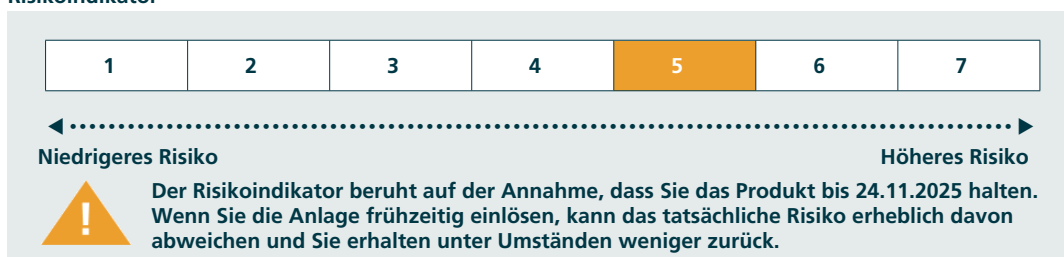 Risikoindikator
1 2 3 4 5 6 7
Niedrigeres Risiko Höheres Risiko
Der Risikoindikator beruht auf der Annahme, dass Sie das Produkt bis 24.11.2025 halten.
Wenn Sie die Anlage frühzeitig einlösen, kann das tatsächliche Risiko erheblich davon
abweichen und Sie erhalten unter Umständen weniger zurück.